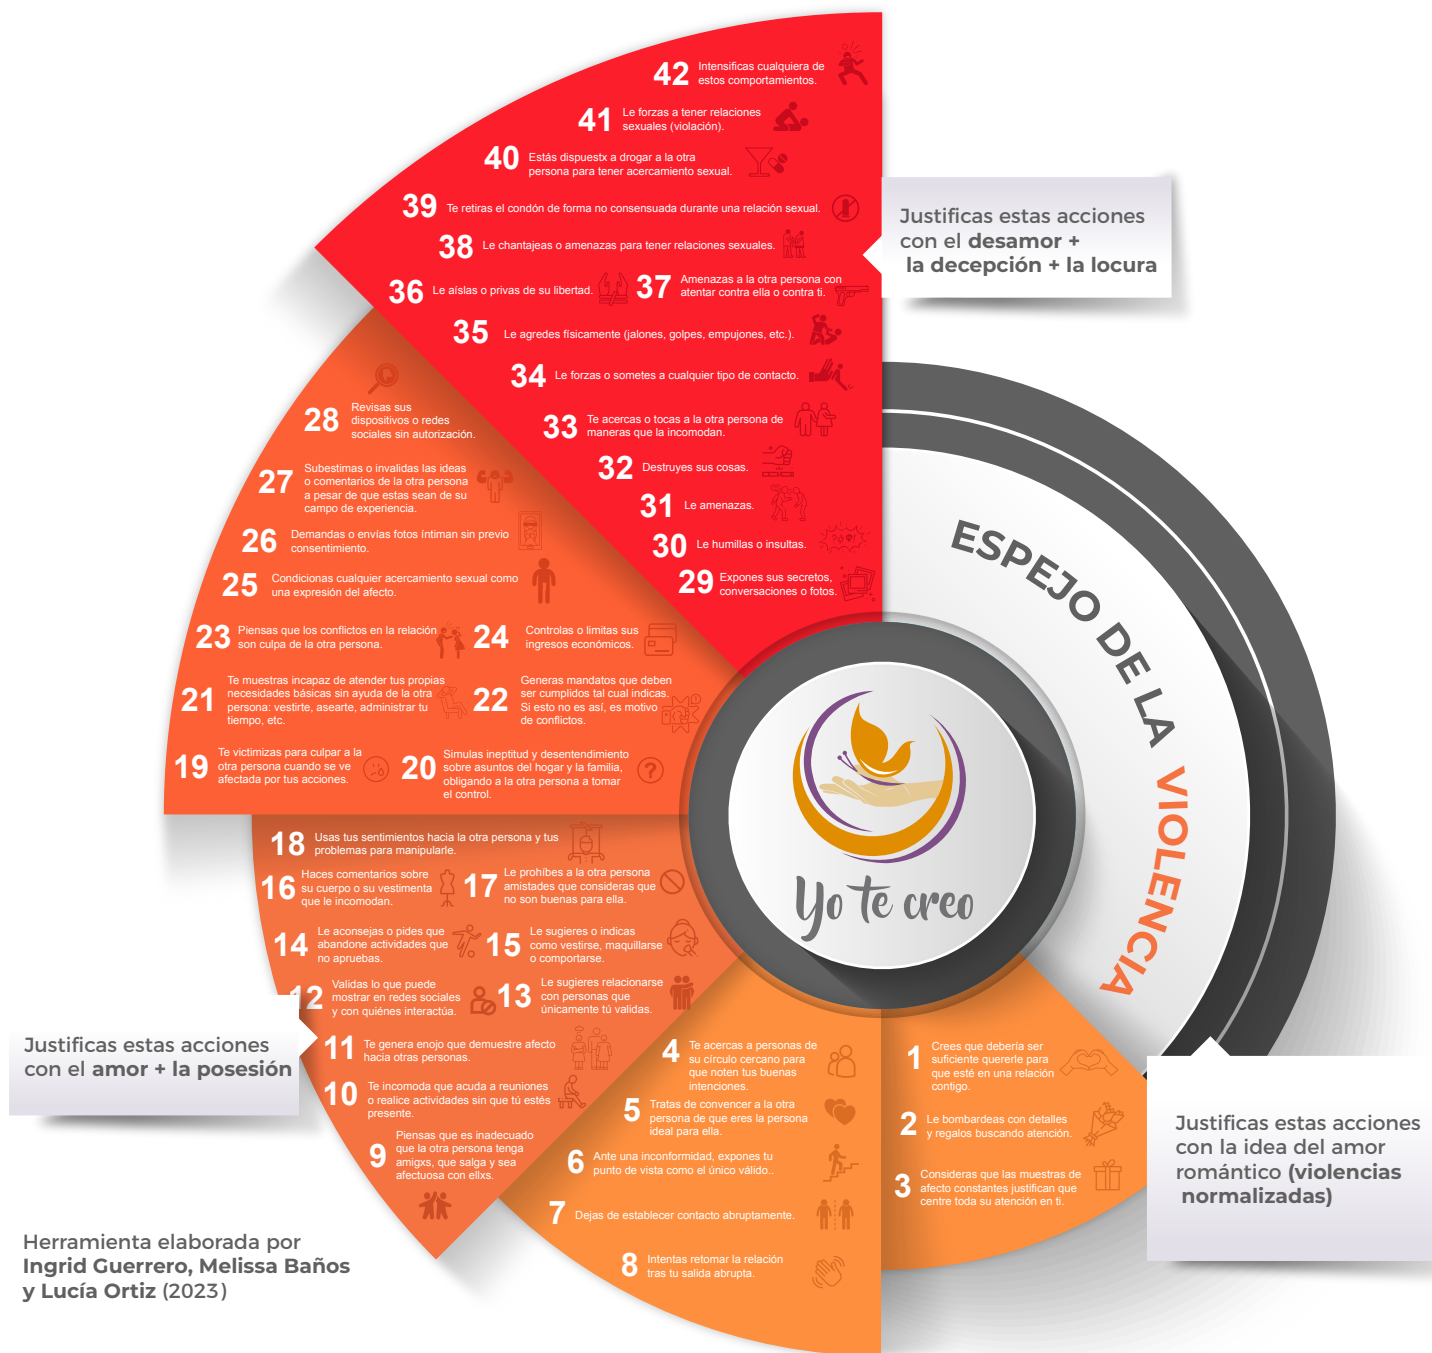 42 Intensificas cualquiera de
estos comportamientos.
41 Le forzas a tener relaciones
sexuales (violación).
40 Estás dispuestx a drogar a la otra
persona para tener acercamiento sexual.
39 Te retiras el condón de forma no consensuada durante una relación sexual.
38 Le chantajeas o amenazas para tener relaciones sexuales.
36 Le aíslas o privas de su libertad.
37 Amenazas a la otra persona con
atentar contra ella o contra ti.
35 Le agredes físicamente (jalones, golpes, empujones, etc.).
34 Le forzas o sometes a cualquier tipo de contacto.
33 Te acercas o tocas a la otra persona de
maneras que la incomodan.
32 Destruyes sus cosas.
31 Le amenazas.
30 Le humillas o insultas.
29 Expones sus secretos,
conversaciones o fotos.
Justificas estas acciones
con el desamor +
la decepción + la locura
28 Revisas sus
dispositivos o redes
sociales sin autorización.
27 Subestimas o invalidas las ideas
o comentarios de la otra persona
a pesar de que estas sean de su
campo de experiencia.
26 Demandas o envías fotos íntiman sin previo
consentimiento.
25 Condicionas cualquier acercamiento sexual como
una expresión del afecto.
23 Piensas que los conflictos en la relación
son culpa de la otra persona.
24 Controlas o limitas sus
ingresos económicos.
21 Te muestras incapaz de atender tus propias
necesidades básicas sin ayuda de la otra
persona: vestirte, asearte, administrar tu
tiempo, etc.
22 Generas mandatos que deben
ser cumplidos tal cual indicas.
Si esto no es así, es motivo
de conflictos.
19 Te victimizas para culpar a la
otra persona cuando se ve
afectada por tus acciones.
20 Simulas ineptitud y desentendimiento
sobre asuntos del hogar y la familia,
obligando a la otra persona a tomar
el control.
ESPEJO DE LA VIOLENCIA
Yo te creo
18 Usas tus sentimientos hacia la otra persona y tus
problemas para manipularle.
16 Haces comentarios sobre
su cuerpo o su vestimenta
que le incomodan.
17 Le prohíbes a la otra persona
amistades que consideras que
no son buenas para ella.
14 Le aconsejas o pides que
abandone actividades que
no apruebas.
15 Le sugieres o indicas
como vestirse, maquillarse
o comportarse.
12 Validas lo que puede
mostrar en redes sociales
y con quiénes interactúa.
13 Le sugieres relacionarse
con personas que
únicamente tú validas.
11 Te genera enojo que demuestre afecto
hacia otras personas.
10 Te incomoda que acuda a reuniones
o realice actividades sin que tú estés
presente.
9 Piensas que es inadecuado
que la otra persona tenga
amigxs, que salga y sea
afectuosa con ellxs.
Justificas estas acciones
con el amor + la posesión
4 Te acercas a personas de
su círculo cercano para
que noten tus buenas
intenciones.
5 Tratas de convencer a la otra
persona de que eres la persona
ideal para ella.
6 Ante una inconformidad, expones tu
punto de vista como el único válido..
7 Dejas de establecer contacto abruptamente.
8 Intentas retomar la relación
tras tu salida abrupta.
1 Crees que debería ser
suficiente quererle para
que esté en una relación
contigo.
2 Le bombardeas con detalles
y regalos buscando atención.
3 Consideras que las muestras de
afecto constantes justifican que
centre toda su atención en ti.
Justificas estas acciones
con la idea del amor
romántico (violencias
normalizadas)
Herramienta elaborada por
Ingrid Guerrero, Melissa Baños
y Lucía Ortiz (2023)